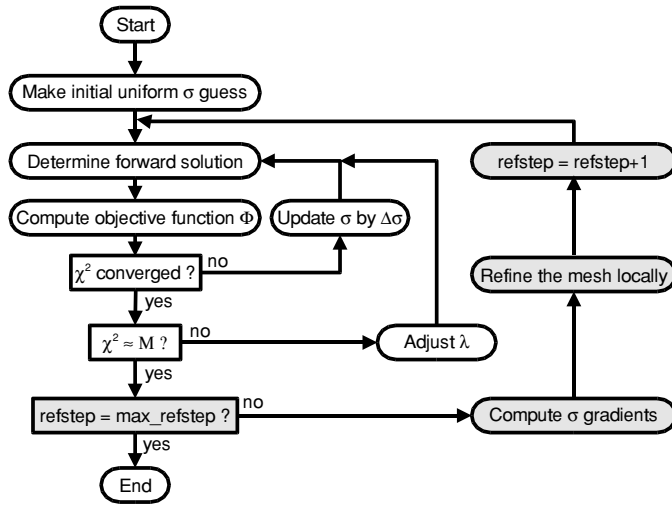 Start
Make initial uniform σ guess
Determine forward solution
refstep = refstep+1
Compute objective function Φ
Update σ by Δσ
χ² converged ?
no
yes
Refine the mesh locally
χ² ≈ M ?
no
Adjust λ
yes
refstep = max_refstep ?
no
Compute σ gradients
yes
End